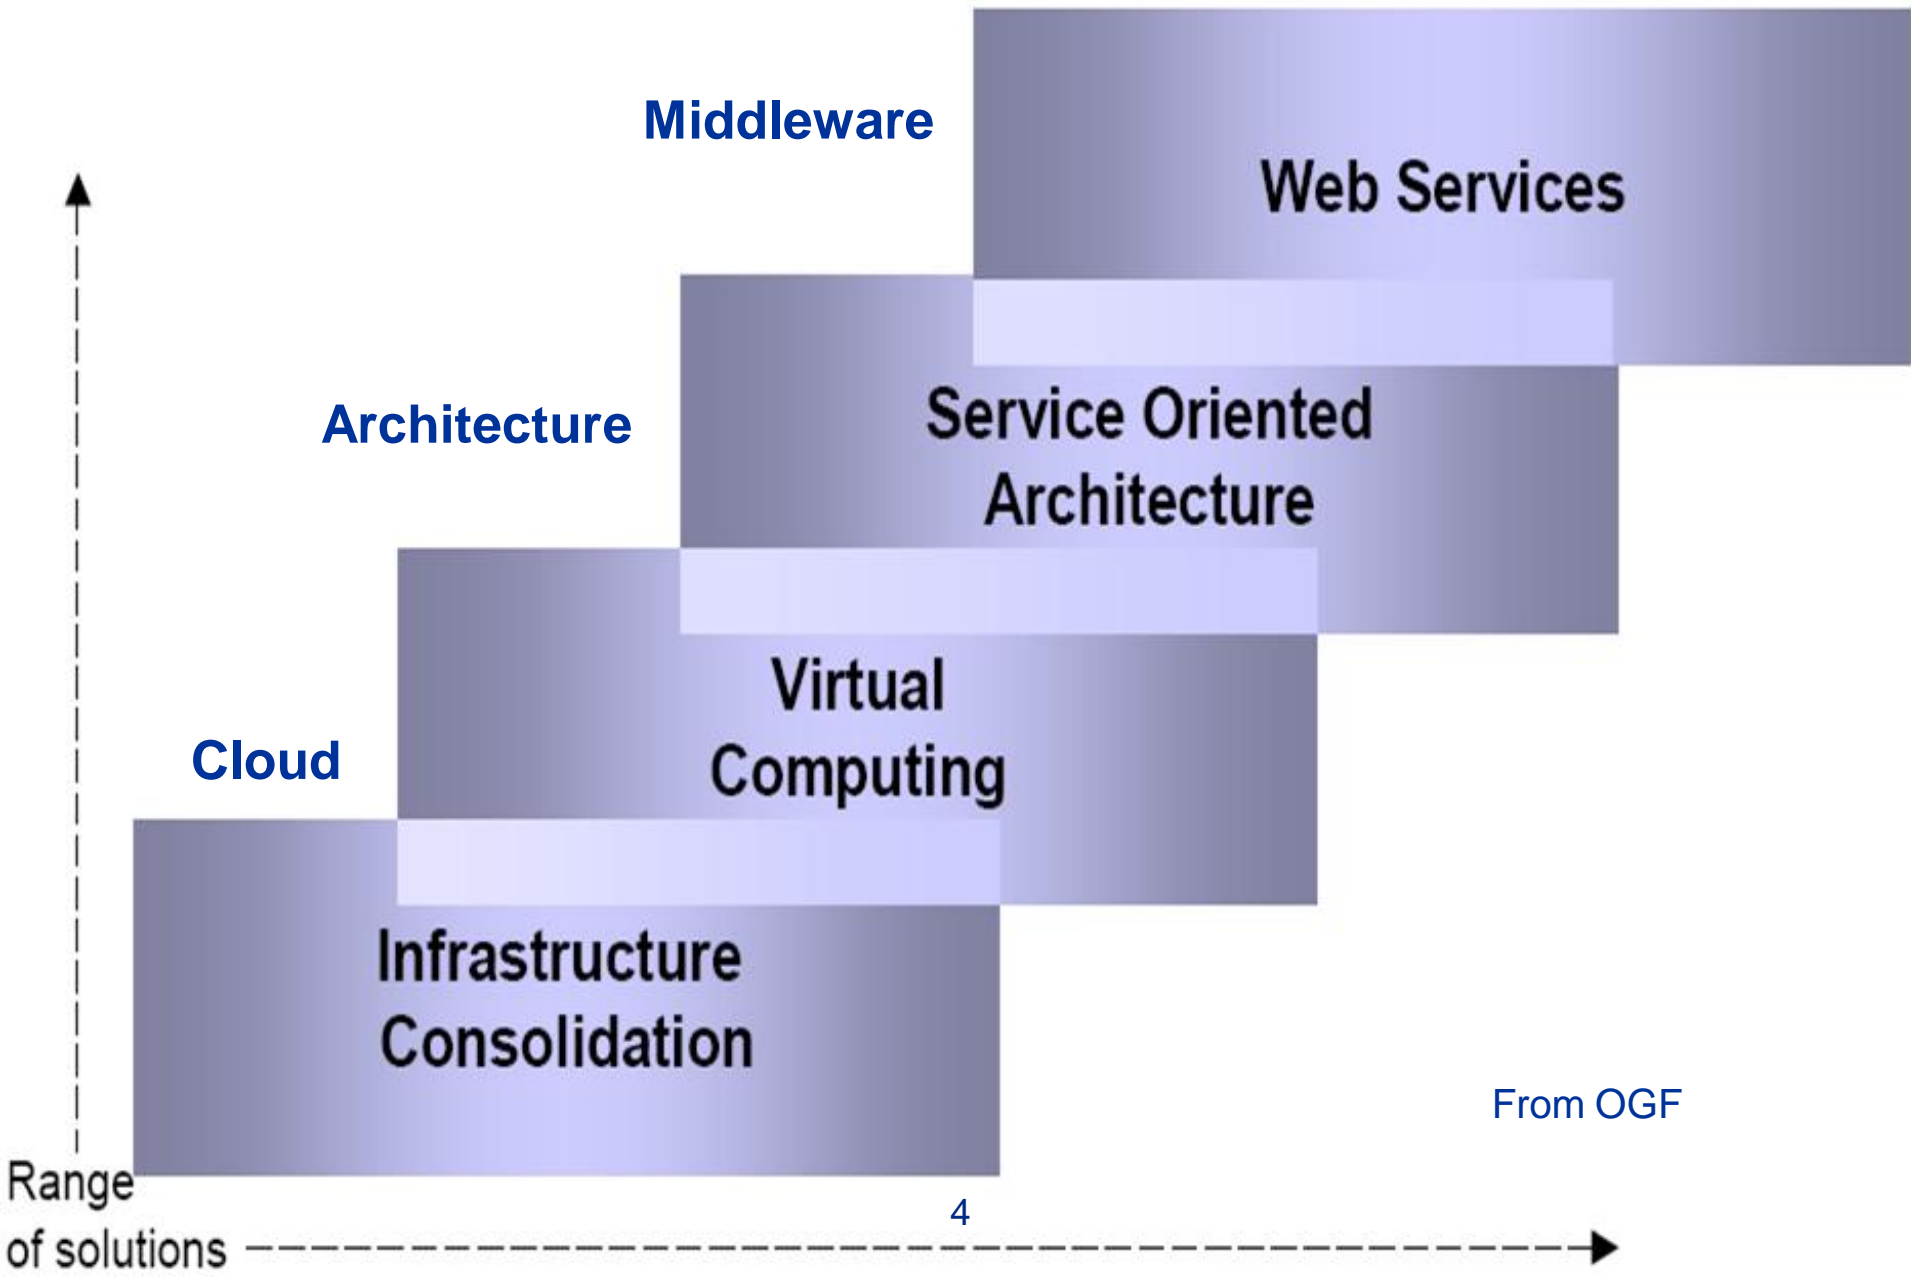 Middleware
Web Services
Architecture
Service Oriented
Architecture
Cloud
Virtual
Computing
Infrastructure
Consolidation
From OGF
Range
of solutions
4